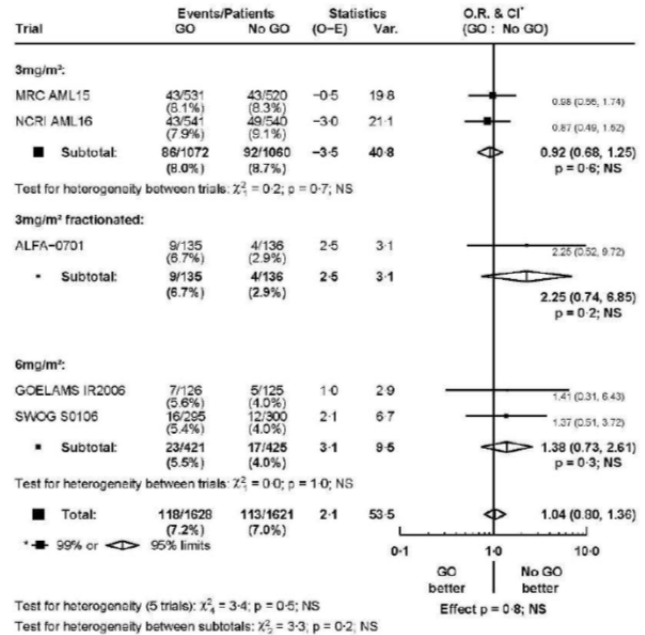 Events/Patients Statistics O.R. & CI*
Trial GO No GO (O–E) Var. (GO : No GO)
3mg/m²:
MRC AML15 43/531 43/520 −0·5 19·8 0.98 (0.55, 1.74)
(8.1%) (8.3%)
NCRI AML16 43/541 49/540 −3·0 21·1 0.87 (0.49, 1.52)
(7.9%) (9.1%)
Subtotal: 86/1072 92/1060 −3·5 40·8 0.92 (0.68, 1.25)
(8.0%) (8.7%) p = 0·6; NS
Test for heterogeneity between trials: χ²₁ = 0·2; p = 0·7; NS
3mg/m² fractionated:
ALFA−0701 9/135 4/136 2·5 3·1 2.25 (0.52, 9.72)
(6.7%) (2.9%)
Subtotal: 9/135 4/136 2·5 3·1
(6.7%) (2.9%) 2.25 (0.74, 6.85)
p = 0·2; NS
6mg/m²:
GOELAMS IR2006 7/126 5/125 1·0 2·9 1.41 (0.31, 6.43)
(5.6%) (4.0%)
SWOG S0106 16/295 12/300 2·1 6·7 1.37 (0.51, 3.72)
(5.4%) (4.0%)
Subtotal: 23/421 17/425 3·1 9·5 1.38 (0.73, 2.61)
(5.5%) (4.0%) p = 0·3; NS
Test for heterogeneity between trials: χ²₁ = 0·0; p = 1·0; NS
Total: 118/1628 113/1621 2·1 53·5 1.04 (0.80, 1.36)
(7.2%) (7.0%)
* 99% or 95% limits
0·1 1·0 10·0
GO No GO
better better
Effect p = 0·8; NS
Test for heterogeneity (5 trials): χ²₄ = 3·4; p = 0·5; NS
Test for heterogeneity between subtotals: χ²₂ = 3·3; p = 0·2; NS